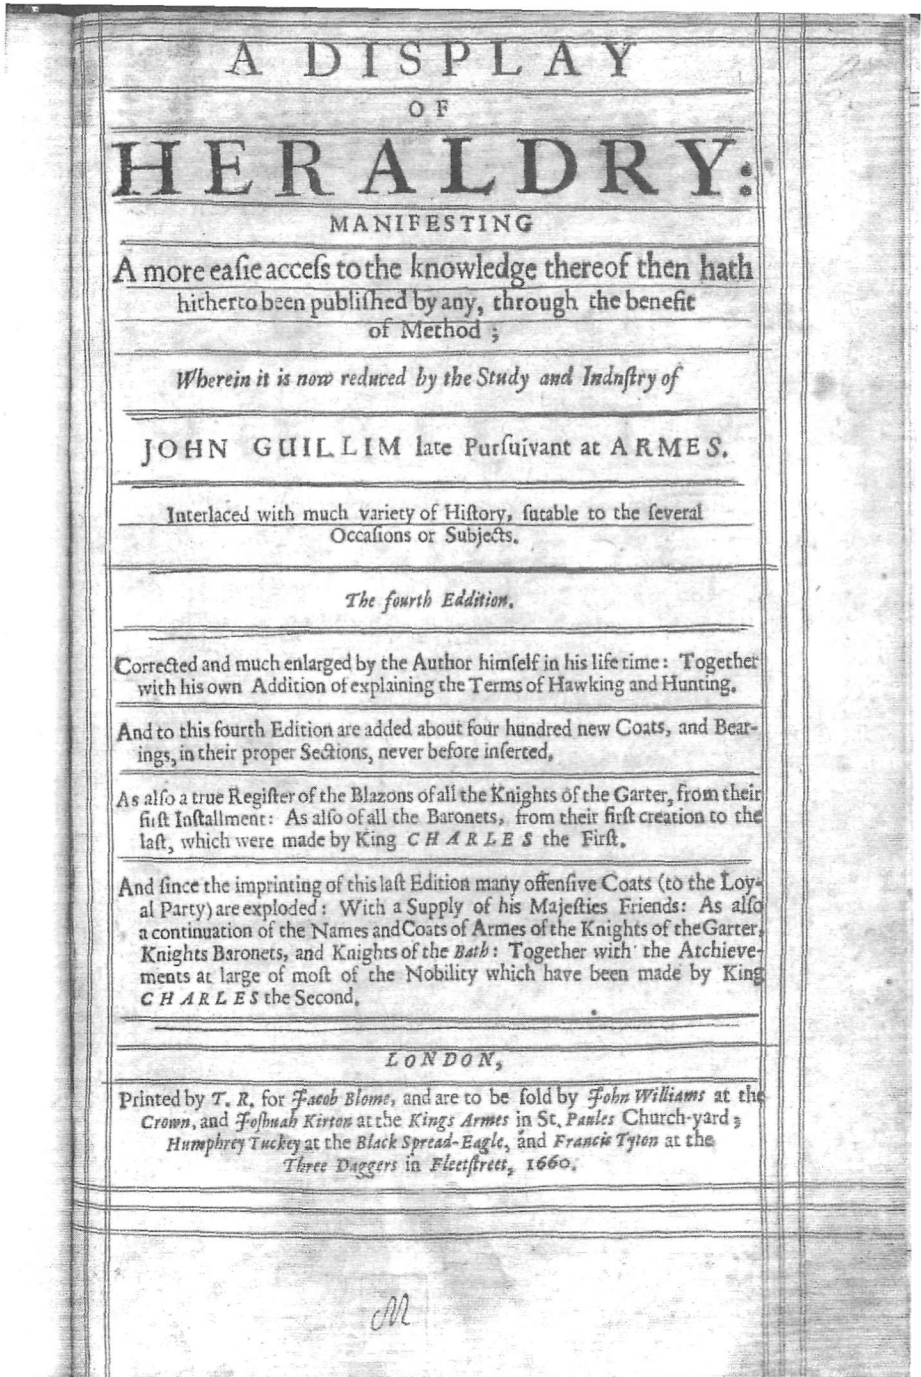 A DISPLAY
OF
HERALDRY:
MANIFESTING
A more eaſie acceſs to the knowledge thereof then hath
hitherto been publiſhed by any, through the benefit
of Method ;
Wherein it is now reduced by the Study and Induſtry of
JOHN GUILLIM late Purſuivant at ARMES.
Interlaced with much variety of Hiſtory, ſutable to the ſeveral
Occaſions or Subjects.
The fourth Eddition.
Corrected and much enlarged by the Author himſelf in his life time: Together
with his own Addition of explaining the Terms of Hawking and Hunting.
And to this fourth Edition are added about four hundred new Coats, and Bear-
ings, in their proper Sections, never before inſerted.
As alſo a true Regiſter of the Blazons of all the Knights of the Garter, from their
firſt Inſtallment: As alſo of all the Baronets, from their firſt creation to the
laſt, which were made by King CHARLES the Firſt.
And ſince the imprinting of this laſt Edition many offenſive Coats (to the Loy-
al Party) are exploded: With a Supply of his Majeſties Friends: As alſo
a continuation of the Names and Coats of Armes of the Knights of the Garter,
Knights Baronets, and Knights of the Bath: Together with the Atchieve-
ments at large of moſt of the Nobility which have been made by King
CHARLES the Second.
LONDON,
Printed by T. R. for Jacob Blome, and are to be ſold by John Williams at the
Crown, and Joſhuah Kirton at the Kings Armes in St. Paules Church-yard;
Humphrey Tuckey at the Black Spread-Eagle, and Francis Tyton at the
Three Daggers in Fleetſtreet, 1660.
M